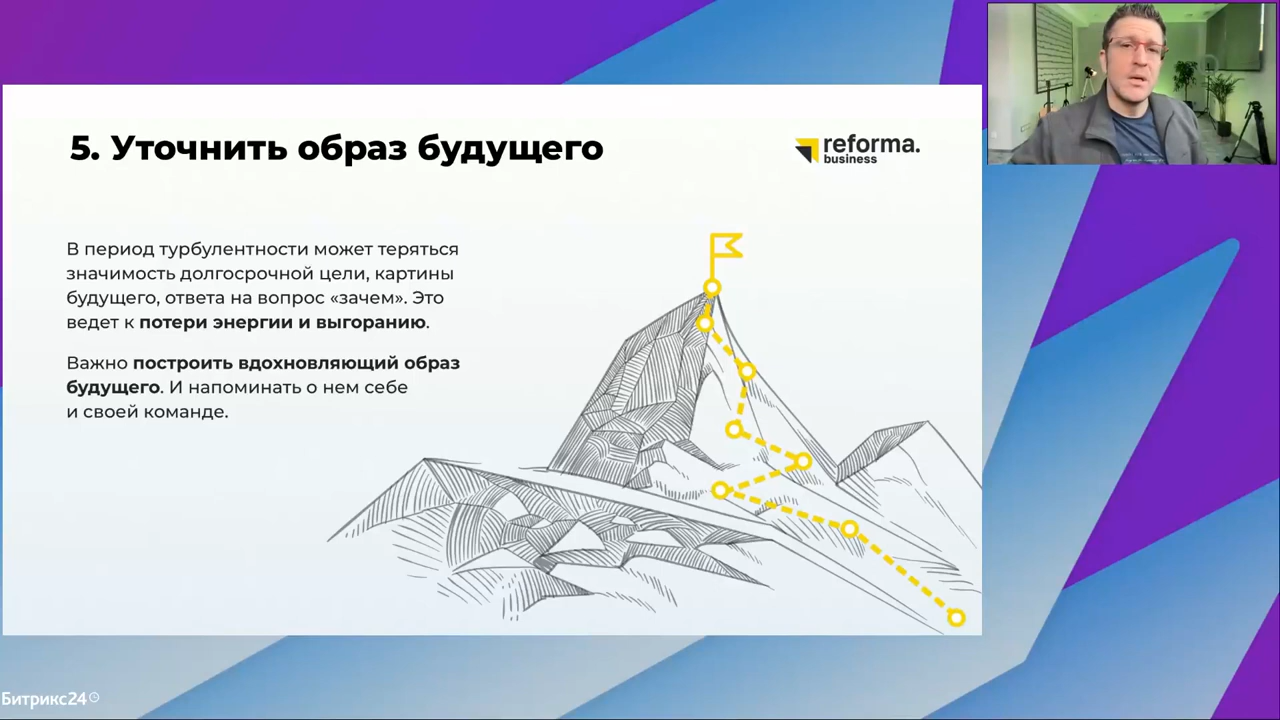 5. Уточнить образ будущего
reforma.
business
В период турбулентности может теряться
значимость долгосрочной цели, картины
будущего, ответа на вопрос «зачем». Это
ведет к потери энергии и выгоранию.
Важно построить вдохновляющий образ
будущего. И напоминать о нем себе
и своей команде.
Битрикс24